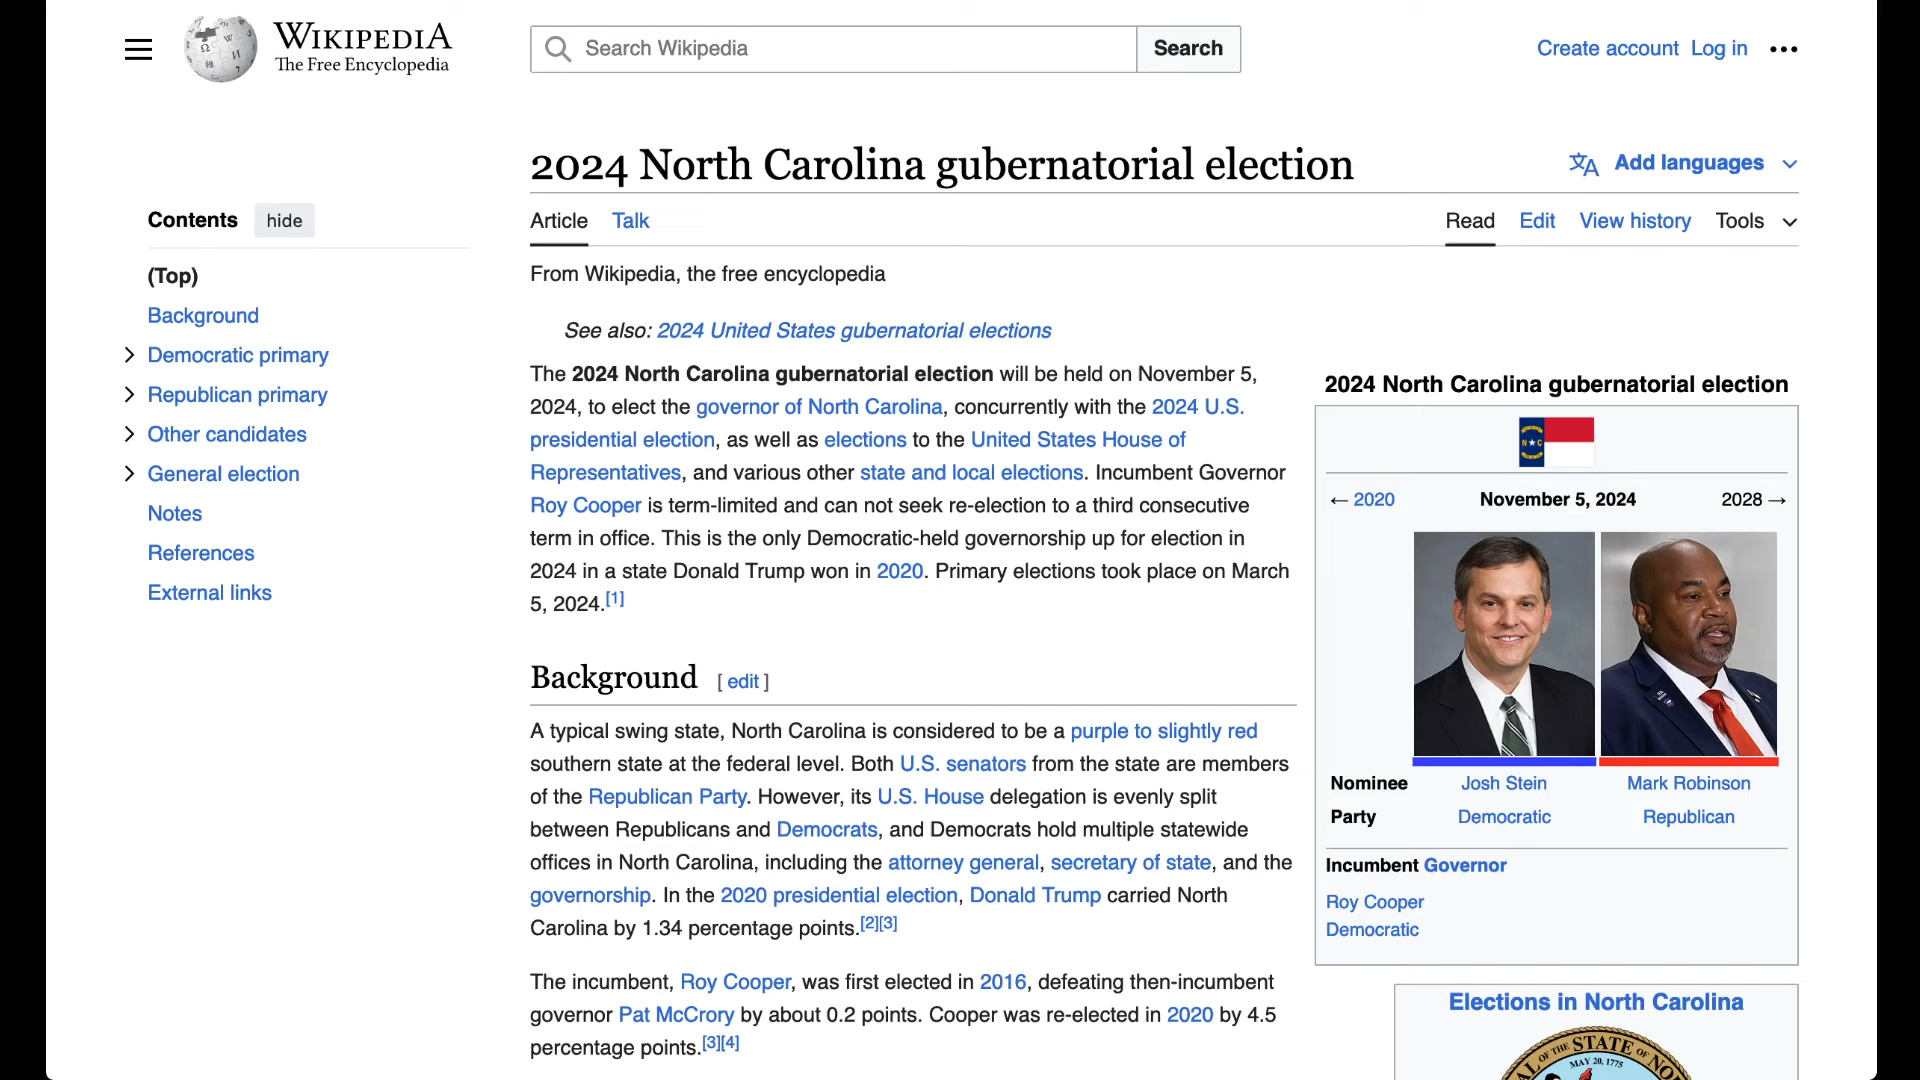 WIKIPEDIA
The Free Encyclopedia
Search Wikipedia
Search
Create account Log in
2024 North Carolina gubernatorial election
Add languages
Contents hide
(Top)
Background
Democratic primary
Republican primary
Other candidates
General election
Notes
References
External links
Article Talk
Read Edit View history Tools
From Wikipedia, the free encyclopedia
See also: 2024 United States gubernatorial elections
The 2024 North Carolina gubernatorial election will be held on November 5,
2024, to elect the governor of North Carolina, concurrently with the 2024 U.S.
presidential election, as well as elections to the United States House of
Representatives, and various other state and local elections. Incumbent Governor
Roy Cooper is term-limited and can not seek re-election to a third consecutive
term in office. This is the only Democratic-held governorship up for election in
2024 in a state Donald Trump won in 2020. Primary elections took place on March
5, 2024.[1]
Background [ edit ]
A typical swing state, North Carolina is considered to be a purple to slightly red
southern state at the federal level. Both U.S. senators from the state are members
of the Republican Party. However, its U.S. House delegation is evenly split
between Republicans and Democrats, and Democrats hold multiple statewide
offices in North Carolina, including the attorney general, secretary of state, and the
governorship. In the 2020 presidential election, Donald Trump carried North
Carolina by 1.34 percentage points.[2][3]
The incumbent, Roy Cooper, was first elected in 2016, defeating then-incumbent
governor Pat McCrory by about 0.2 points. Cooper was re-elected in 2020 by 4.5
percentage points.[3][4]
2024 North Carolina gubernatorial election
N C
← 2020 November 5, 2024 2028 →
Nominee Josh Stein Mark Robinson
Party Democratic Republican
Incumbent Governor
Roy Cooper
Democratic
Elections in North Carolina
OF THE STATE OF NO
MAY 20, 1775